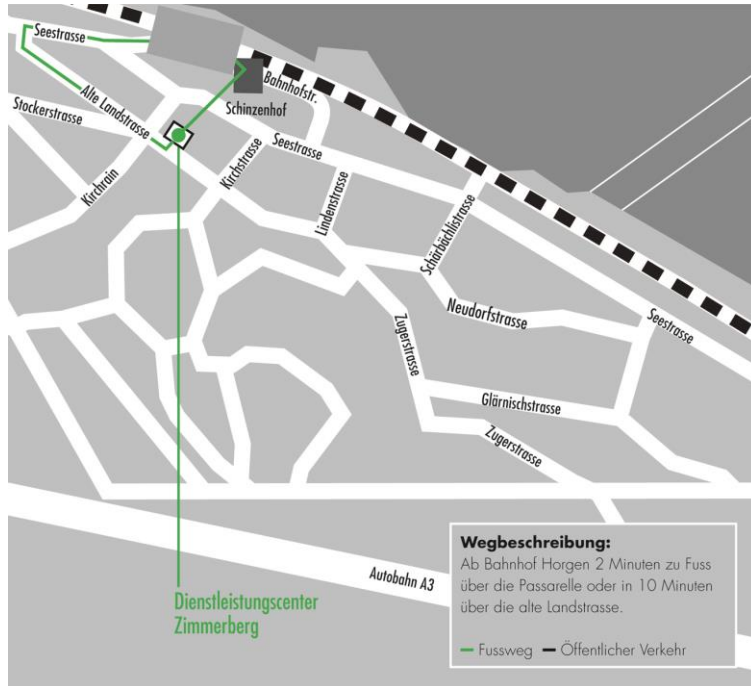 Seestrasse
Bahnhofstr.
Schinzenhof
Alte Landstrasse
Stockerstrasse
Seestrasse
Kirchstrasse
Kirchrain
Lindenstrasse
Schärbächlistrasse
Neudorfstrasse
Seestrasse
Zugerstrasse
Glärnischstrasse
Zugerstrasse
Autobahn A3
Dienstleistungscenter
Zimmerberg
Wegbeschreibung:
Ab Bahnhof Horgen 2 Minuten zu Fuss
über die Passarelle oder in 10 Minuten
über die alte Landstrasse.
Fussweg Öffentlicher Verkehr